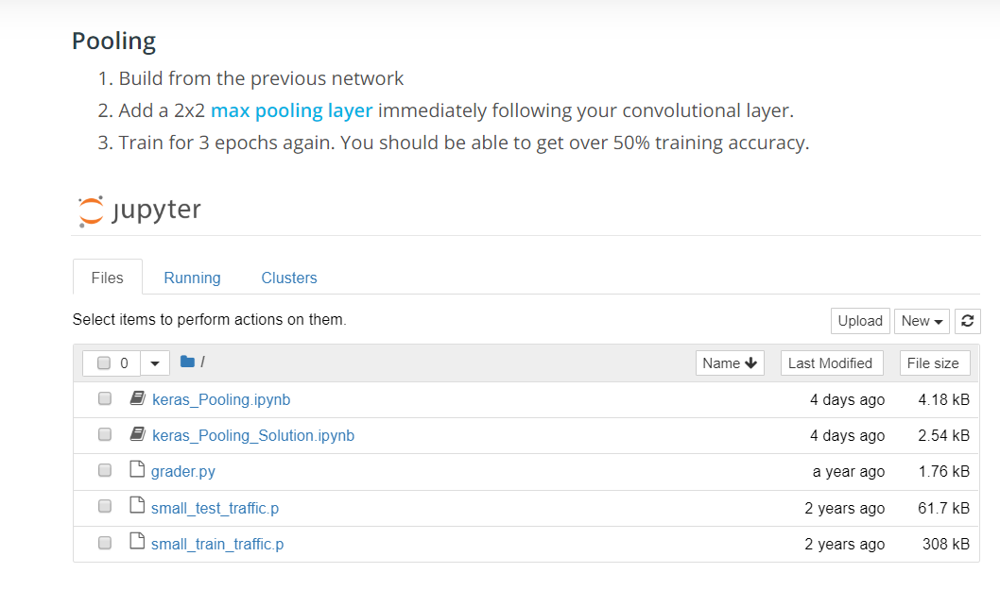 Pooling
1. Build from the previous network
2. Add a 2x2 max pooling layer immediately following your convolutional layer.
3. Train for 3 epochs again. You should be able to get over 50% training accuracy.
jupyter
Files Running Clusters
Select items to perform actions on them. Upload New
0 / Name Last Modified File size
keras_Pooling.ipynb 4 days ago 4.18 kB
keras_Pooling_Solution.ipynb 4 days ago 2.54 kB
grader.py a year ago 1.76 kB
small_test_traffic.p 2 years ago 61.7 kB
small_train_traffic.p 2 years ago 308 kB